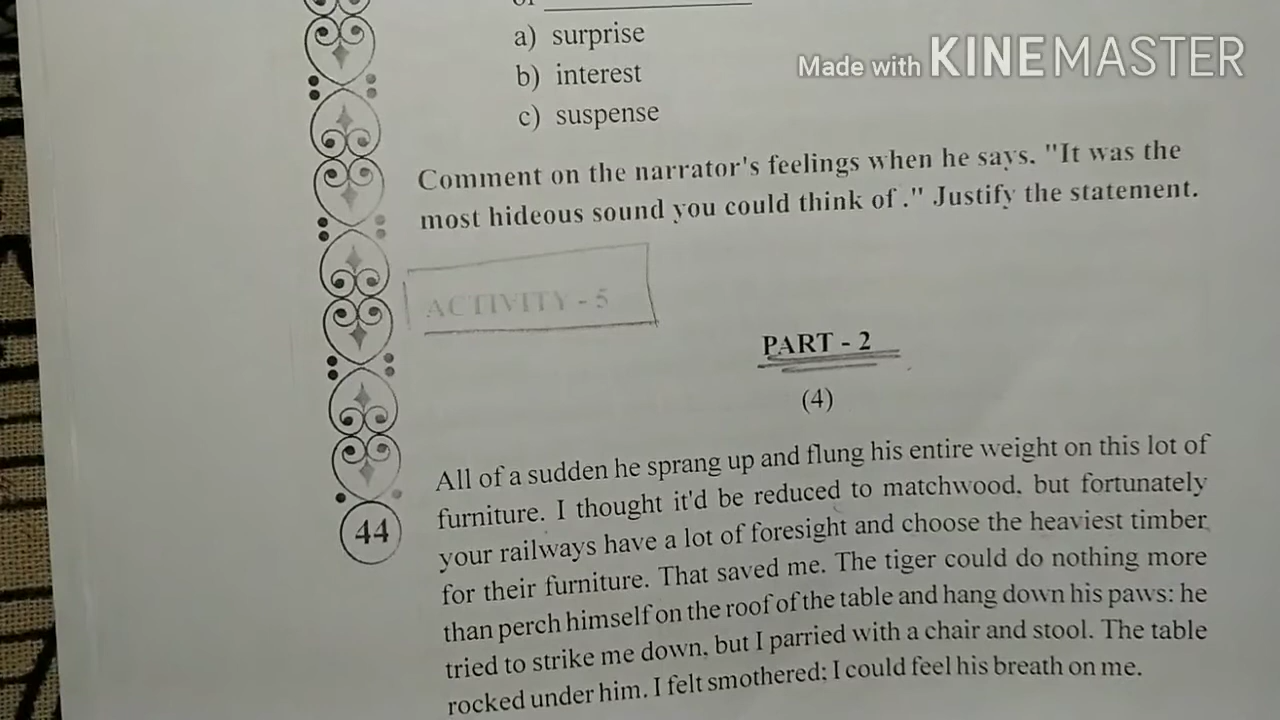 of
a) surprise
Made with KINEMASTER
b) interest
c) suspense
Comment on the narrator's feelings when he says. "It was the
most hideous sound you could think of ." Justify the statement.
ACTIVITY - 5
PART - 2
(4)
All of a sudden he sprang up and flung his entire weight on this lot of
furniture. I thought it'd be reduced to matchwood, but fortunately
your railways have a lot of foresight and choose the heaviest timber
44
for their furniture. That saved me. The tiger could do nothing more
than perch himself on the roof of the table and hang down his paws: he
tried to strike me down, but I parried with a chair and stool. The table
rocked under him. I felt smothered; I could feel his breath on me.